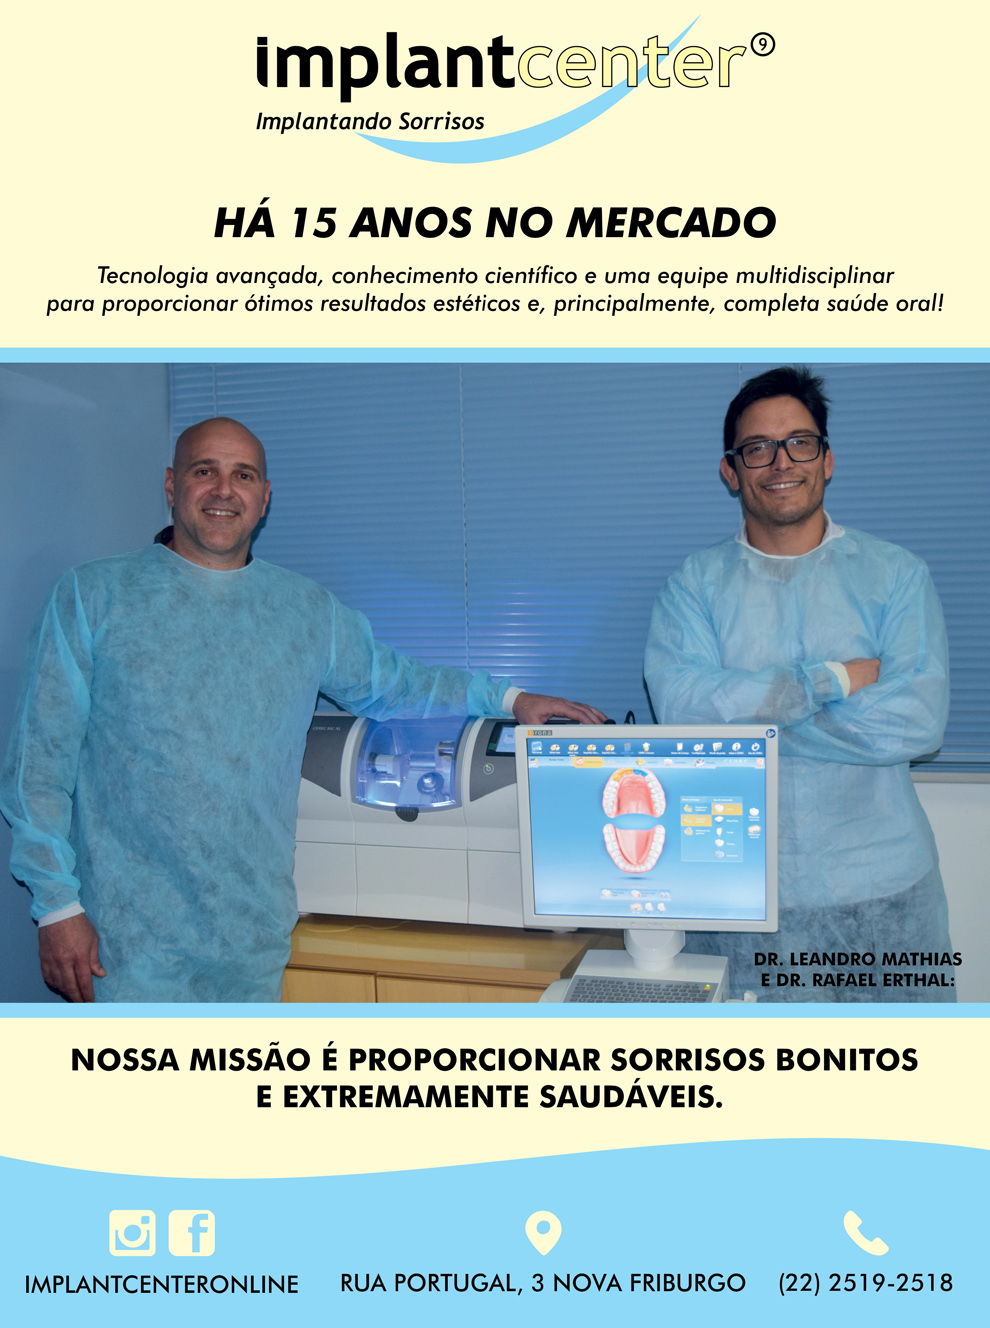 implantcenter®
Implantando Sorrisos
HÁ 15 ANOS NO MERCADO
Tecnologia avançada, conhecimento científico e uma equipe multidisciplinar
para proporcionar ótimos resultados estéticos e, principalmente, completa saúde oral!
DR. LEANDRO MATHIAS
E DR. RAFAEL ERTHAL:
NOSSA MISSÃO É PROPORCIONAR SORRISOS BONITOS
E EXTREMAMENTE SAUDÁVEIS.
IMPLANTCENTERONLINE
RUA PORTUGAL, 3 NOVA FRIBURGO
(22) 2519-2518